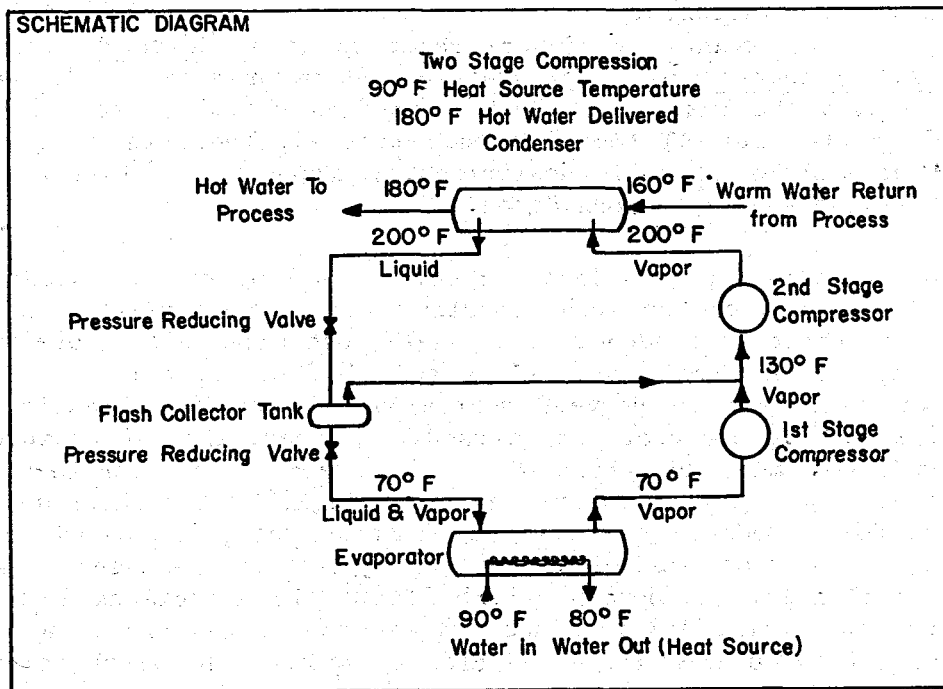 SCHEMATIC DIAGRAM
Two Stage Compression
90° F Heat Source Temperature
180° F Hot Water Delivered
Condenser
Hot Water To
Process
180° F
160° F
Warm Water Return
from Process
200° F
Liquid
200° F
Vapor
2nd Stage
Compressor
Pressure Reducing Valve
130° F
Vapor
Flash Collector Tank
1st Stage
Compressor
Pressure Reducing Valve
70° F
Liquid & Vapor
70° F
Vapor
Evaporator
90° F
80° F
Water In Water Out (Heat Source)